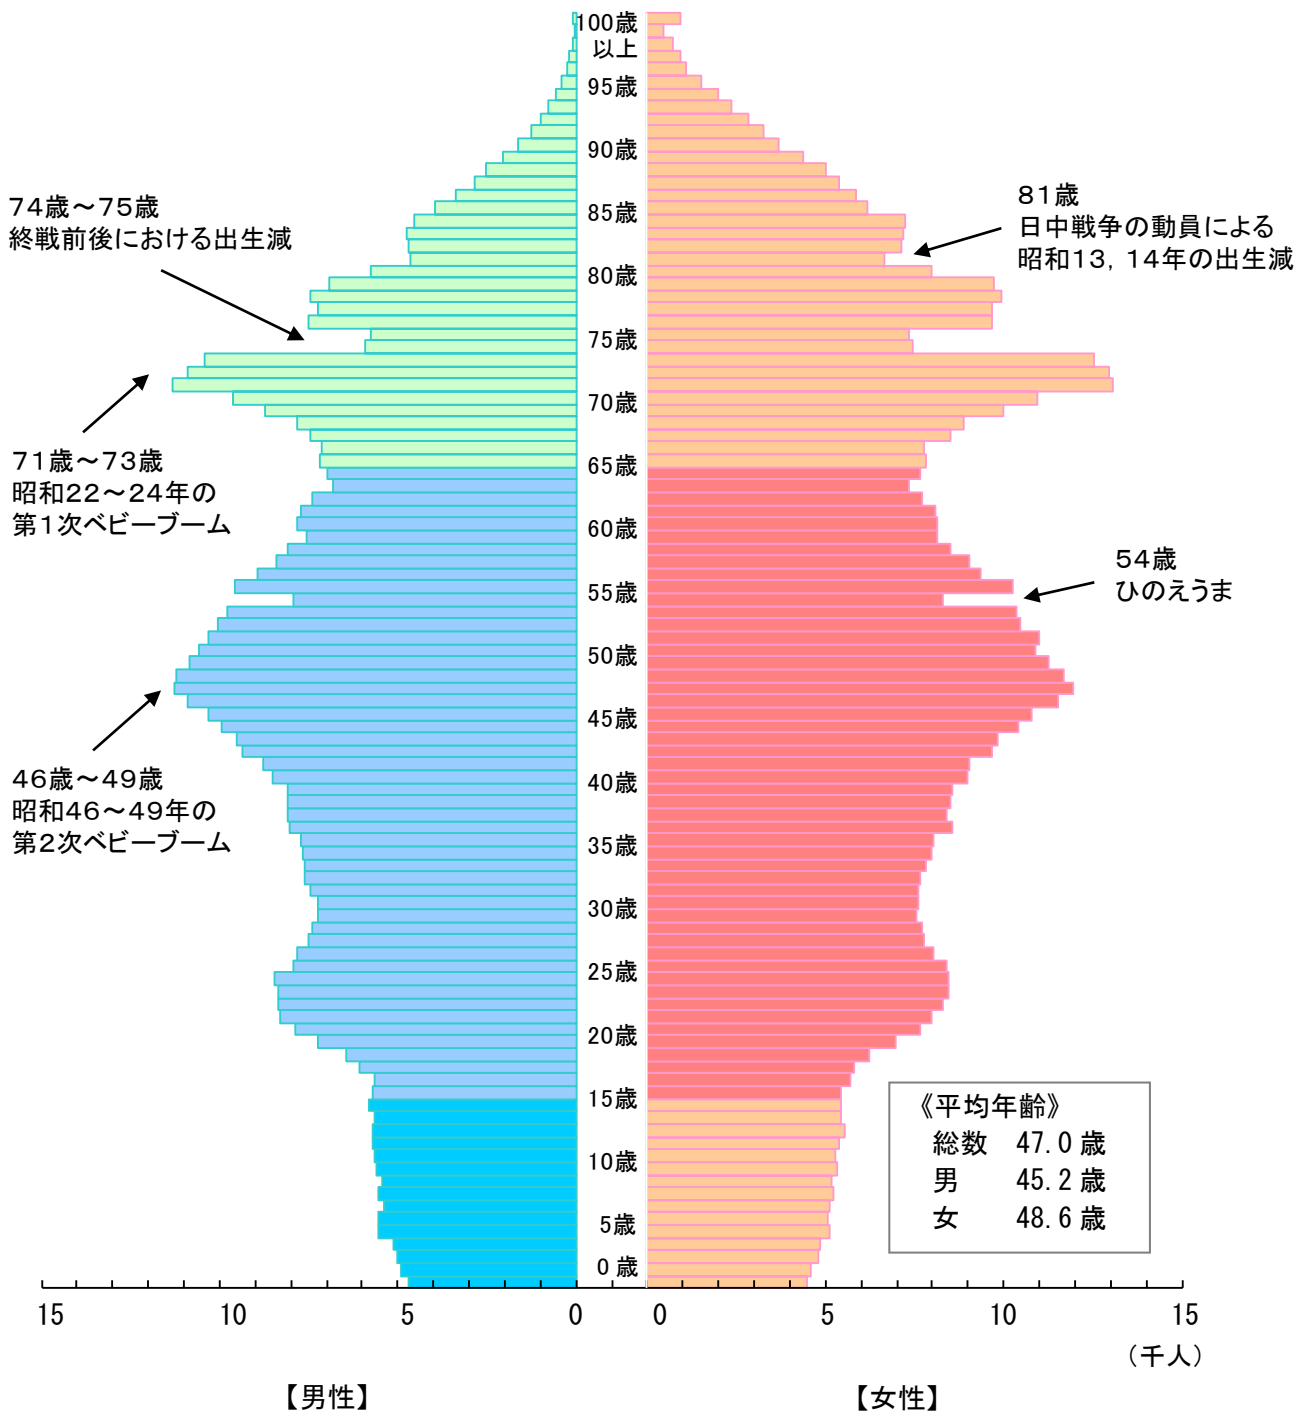 100歳
以上
95歳
90歳
85歳
80歳
75歳
70歳
65歳
60歳
55歳
50歳
45歳
40歳
35歳
30歳
25歳
20歳
15歳
10歳
5歳
0歳
74歳～75歳
終戦前後における出生減
71歳～73歳
昭和22～24年の
第1次ベビーブーム
46歳～49歳
昭和46～49年の
第2次ベビーブーム
81歳
日中戦争の動員による
昭和13，14年の出生減
54歳
ひのえうま
《平均年齢》
総数 47.0歳
男 45.2歳
女 48.6歳
15 10 5 0 0 5 10 15
（千人）
【男性】 【女性】